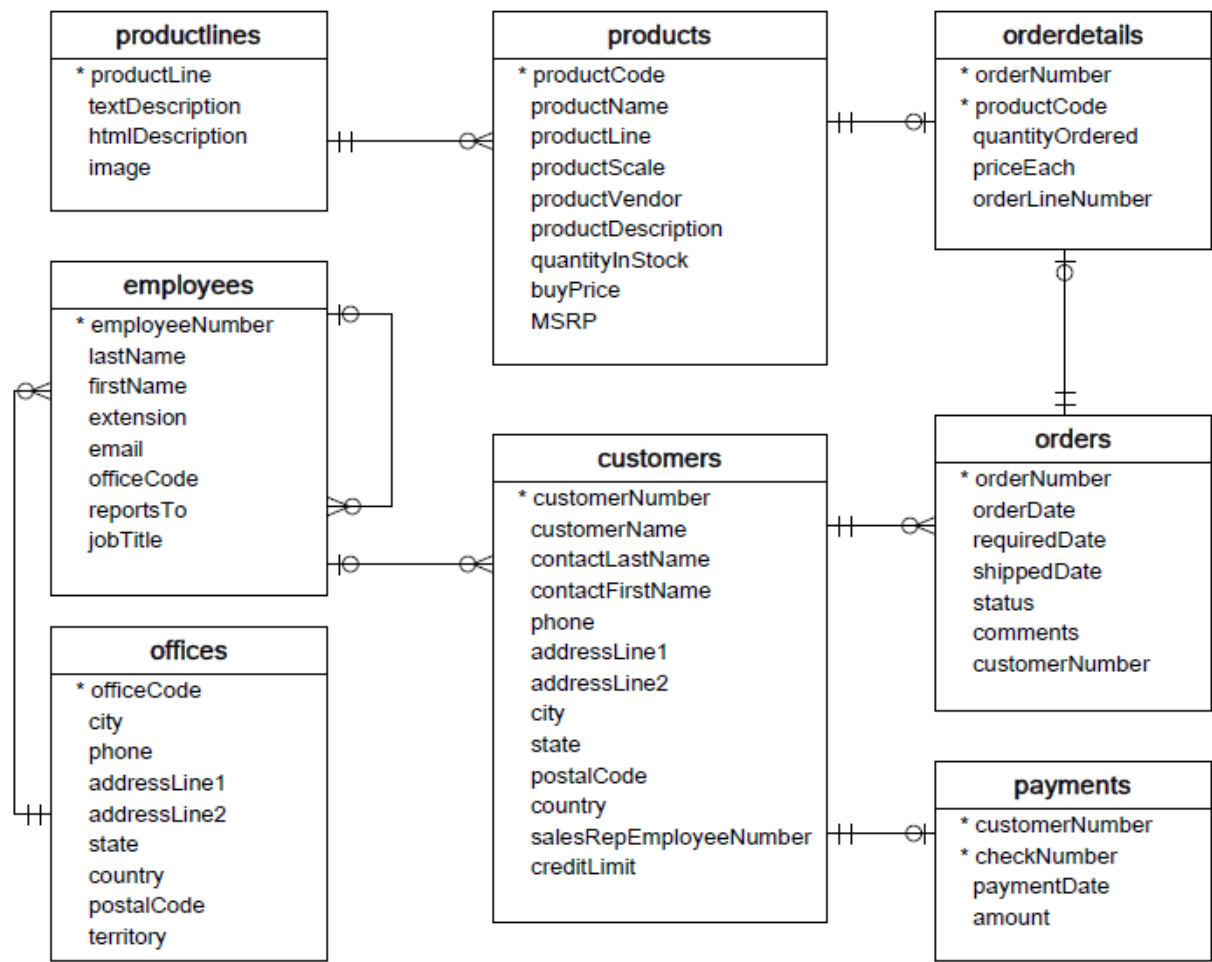 productlines
* productLine
textDescription
htmlDescription
image
products
* productCode
productName
productLine
productScale
productVendor
productDescription
quantityInStock
buyPrice
MSRP
orderdetails
* orderNumber
* productCode
quantityOrdered
priceEach
orderLineNumber
employees
* employeeNumber
lastName
firstName
extension
email
officeCode
reportsTo
jobTitle
customers
* customerNumber
customerName
contactLastName
contactFirstName
phone
addressLine1
addressLine2
city
state
postalCode
country
salesRepEmployeeNumber
creditLimit
orders
* orderNumber
orderDate
requiredDate
shippedDate
status
comments
customerNumber
offices
* officeCode
city
phone
addressLine1
addressLine2
state
country
postalCode
territory
payments
* customerNumber
* checkNumber
paymentDate
amount